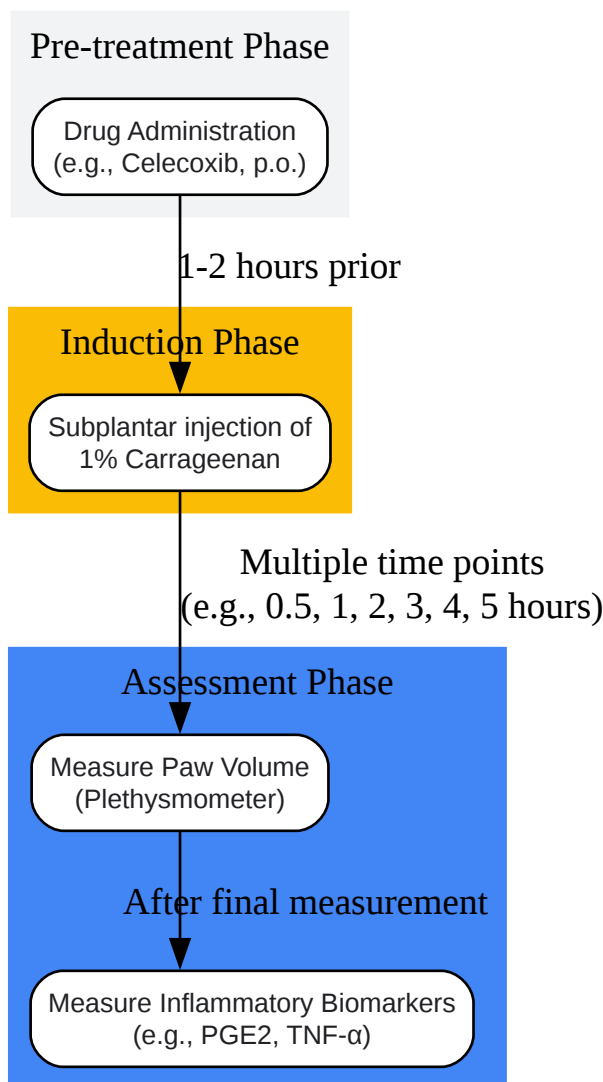 Pre-treatment Phase
Drug Administration
(e.g., Celecoxib, p.o.)
1-2 hours prior
Induction Phase
Subplantar injection of
1% Carrageenan
Multiple time points
(e.g., 0.5, 1, 2, 3, 4, 5 hours)
Assessment Phase
Measure Paw Volume
(Plethysmometer)
After final measurement
Measure Inflammatory Biomarkers
(e.g., PGE2, TNF-α)